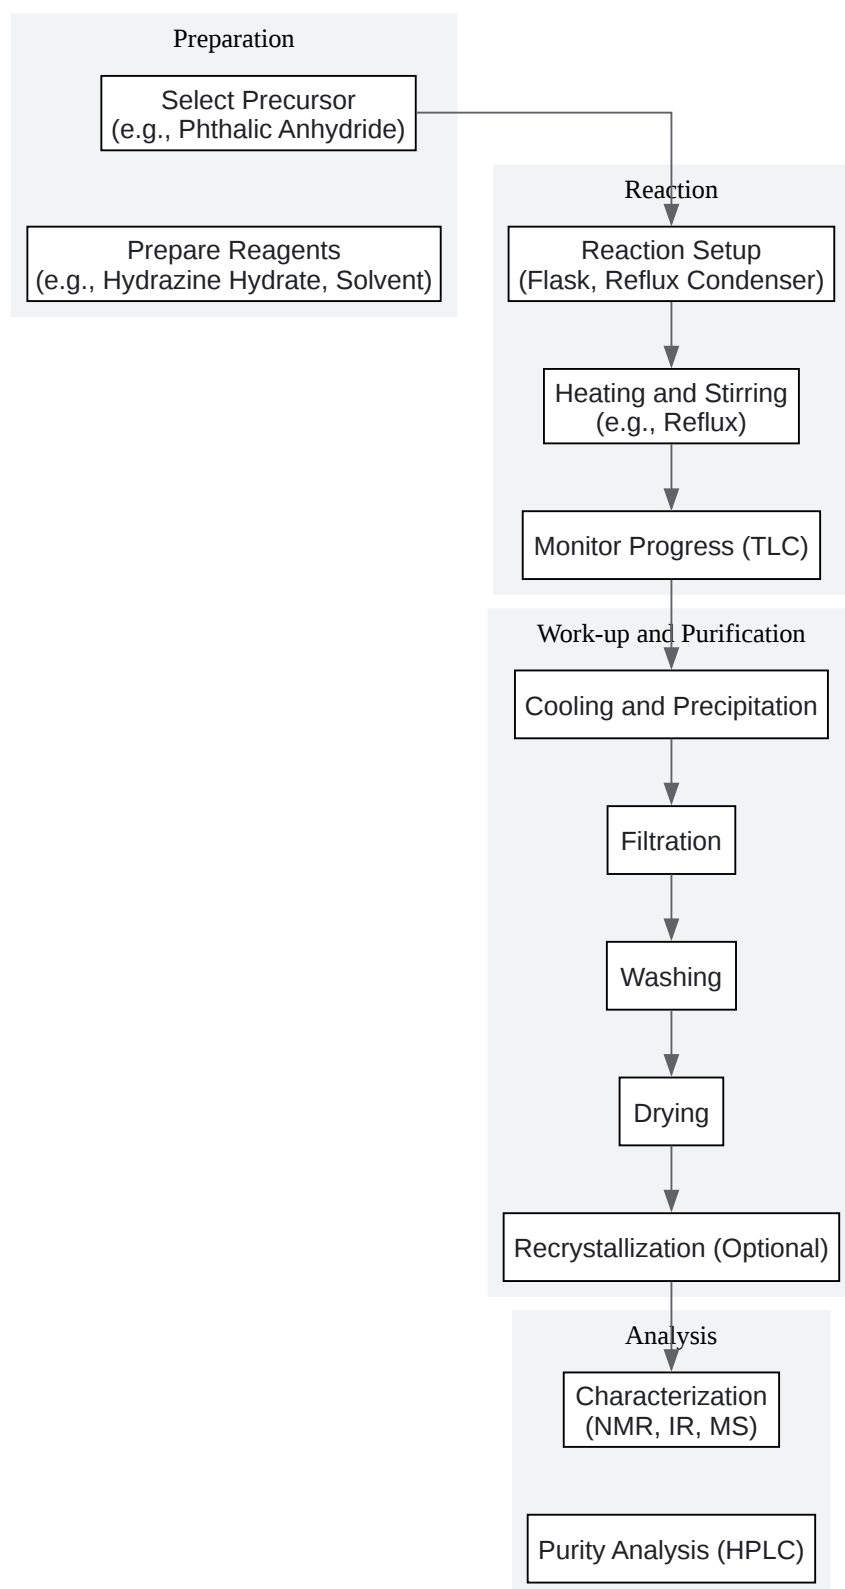 Preparation
Select Precursor
(e.g., Phthalic Anhydride)
Prepare Reagents
(e.g., Hydrazine Hydrate, Solvent)
Reaction
Reaction Setup
(Flask, Reflux Condenser)
Heating and Stirring
(e.g., Reflux)
Monitor Progress (TLC)
Work-up and Purification
Cooling and Precipitation
Filtration
Washing
Drying
Recrystallization (Optional)
Analysis
Characterization
(NMR, IR, MS)
Purity Analysis (HPLC)